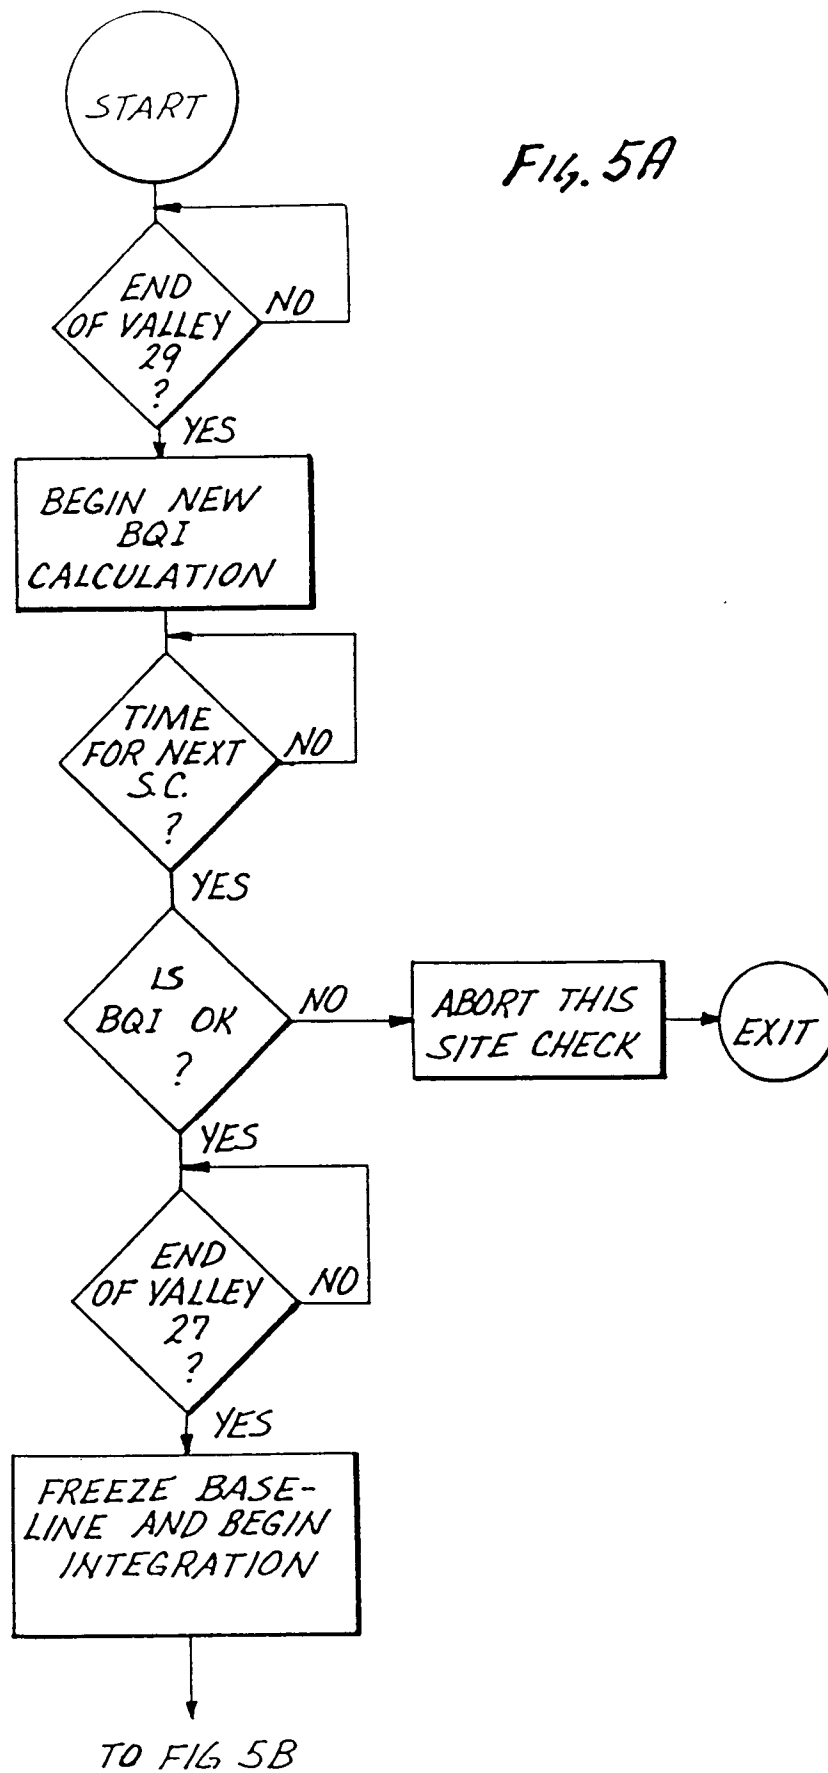 START
FIG. 5A
END
OF VALLEY
29
?
NO
YES
BEGIN NEW
BQI
CALCULATION
TIME
FOR NEXT
S.C.
?
NO
YES
IS
BQI OK
?
NO
ABORT THIS
SITE CHECK
EXIT
YES
END
OF VALLEY
27
?
NO
YES
FREEZE BASE-
LINE AND BEGIN
INTEGRATION
TO FIG 5B